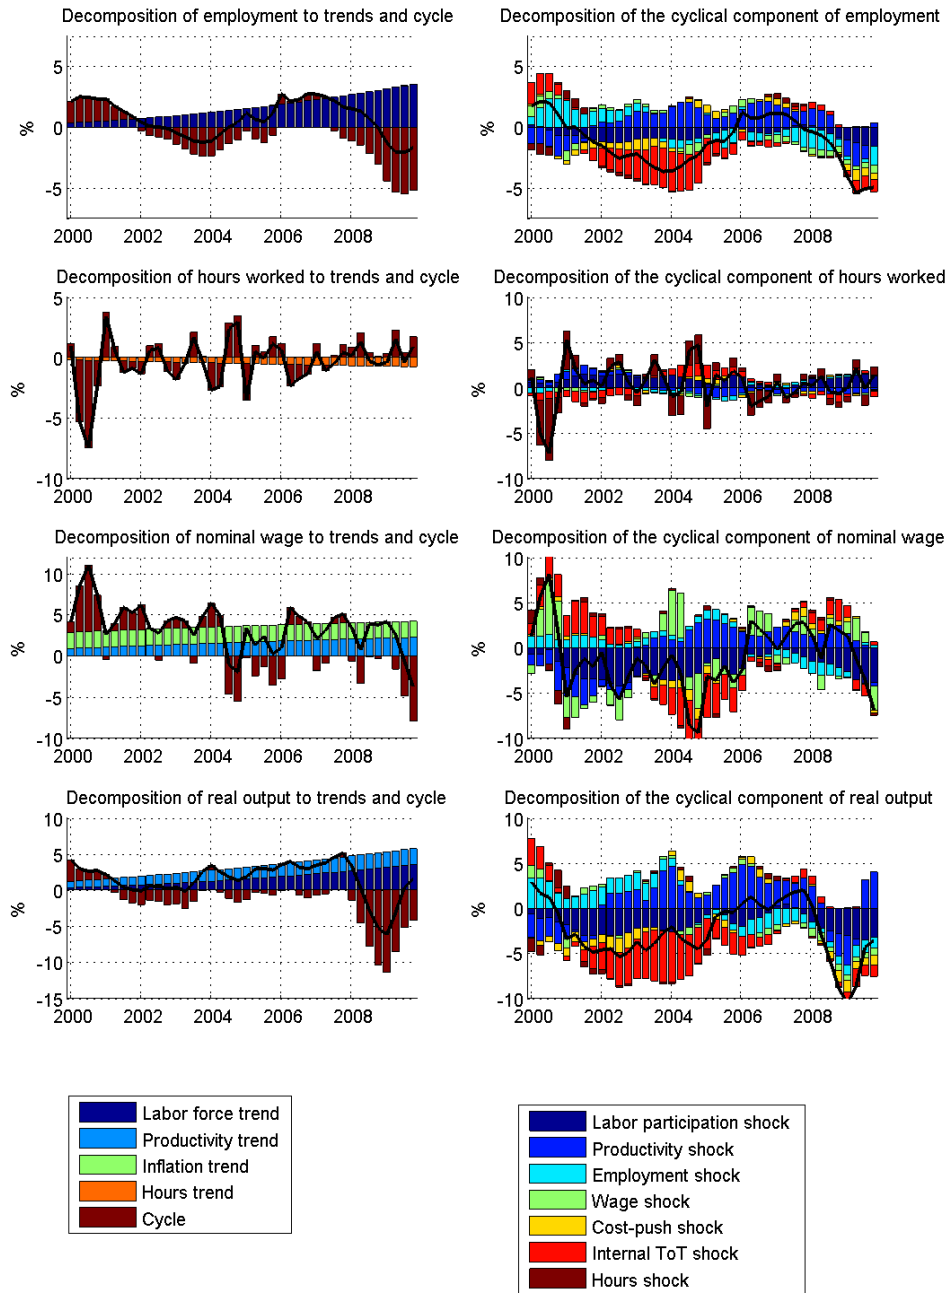 Decomposition of employment to trends and cycle
5
0
-5
%
2000 2002 2004 2006 2008
Decomposition of the cyclical component of employment
5
0
-5
%
2000 2002 2004 2006 2008
Decomposition of hours worked to trends and cycle
5
0
-5
-10
%
2000 2002 2004 2006 2008
Decomposition of the cyclical component of hours worked
10
5
0
-5
-10
%
2000 2002 2004 2006 2008
Decomposition of nominal wage to trends and cycle
10
5
0
-5
-10
%
2000 2002 2004 2006 2008
Decomposition of the cyclical component of nominal wage
10
5
0
-5
-10
%
2000 2002 2004 2006 2008
Decomposition of real output to trends and cycle
10
5
0
-5
-10
-15
%
2000 2002 2004 2006 2008
Decomposition of the cyclical component of real output
10
5
0
-5
-10
%
2000 2002 2004 2006 2008
Labor force trend
Productivity trend
Inflation trend
Hours trend
Cycle
Labor participation shock
Productivity shock
Employment shock
Wage shock
Cost-push shock
Internal ToT shock
Hours shock